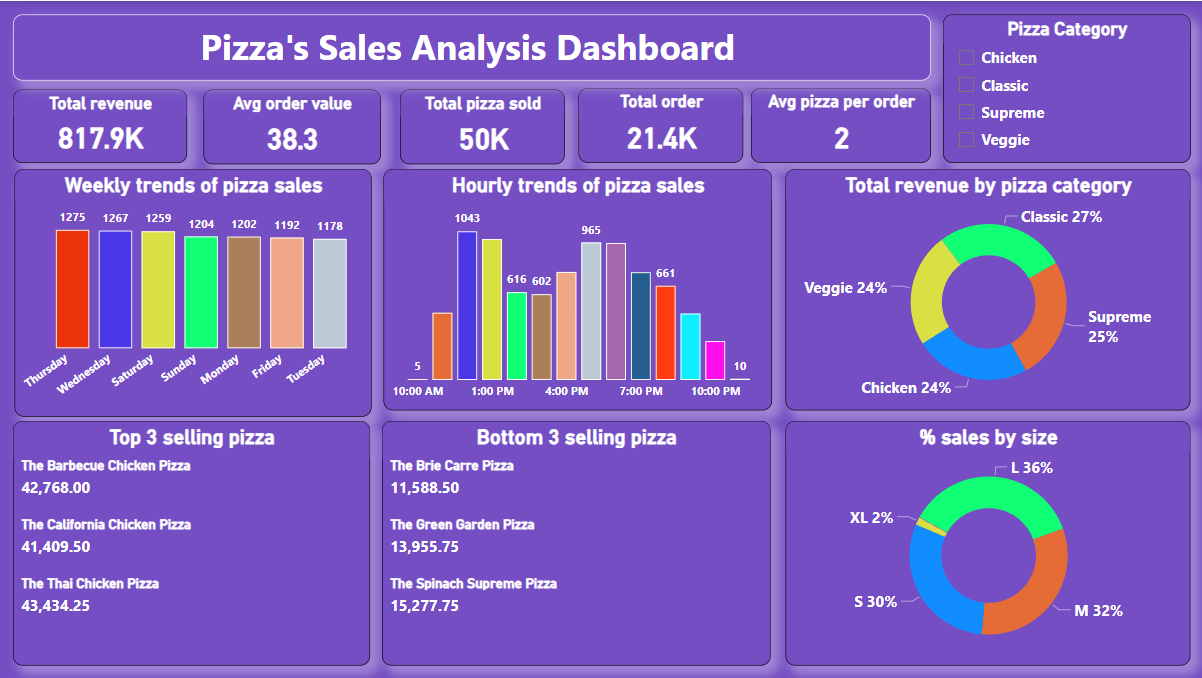 Pizza's Sales Analysis Dashboard
Pizza Category
Chicken
Classic
Supreme
Veggie
Total revenue
817.9K
Avg order value
38.3
Total pizza sold
50K
Total order
21.4K
Avg pizza per order
2
Weekly trends of pizza sales
1275 1267 1259 1204 1202 1192 1178
Thursday Wednesday Saturday Sunday Monday Friday Tuesday
Hourly trends of pizza sales
5 1043 616 602 965 661 10
10:00 AM 1:00 PM 4:00 PM 7:00 PM 10:00 PM
Total revenue by pizza category
Classic 27%
Veggie 24%
Supreme
25%
Chicken 24%
Top 3 selling pizza
The Barbecue Chicken Pizza
42,768.00
The California Chicken Pizza
41,409.50
The Thai Chicken Pizza
43,434.25
Bottom 3 selling pizza
The Brie Carre Pizza
11,588.50
The Green Garden Pizza
13,955.75
The Spinach Supreme Pizza
15,277.75
% sales by size
L 36%
XL 2%
S 30%
M 32%